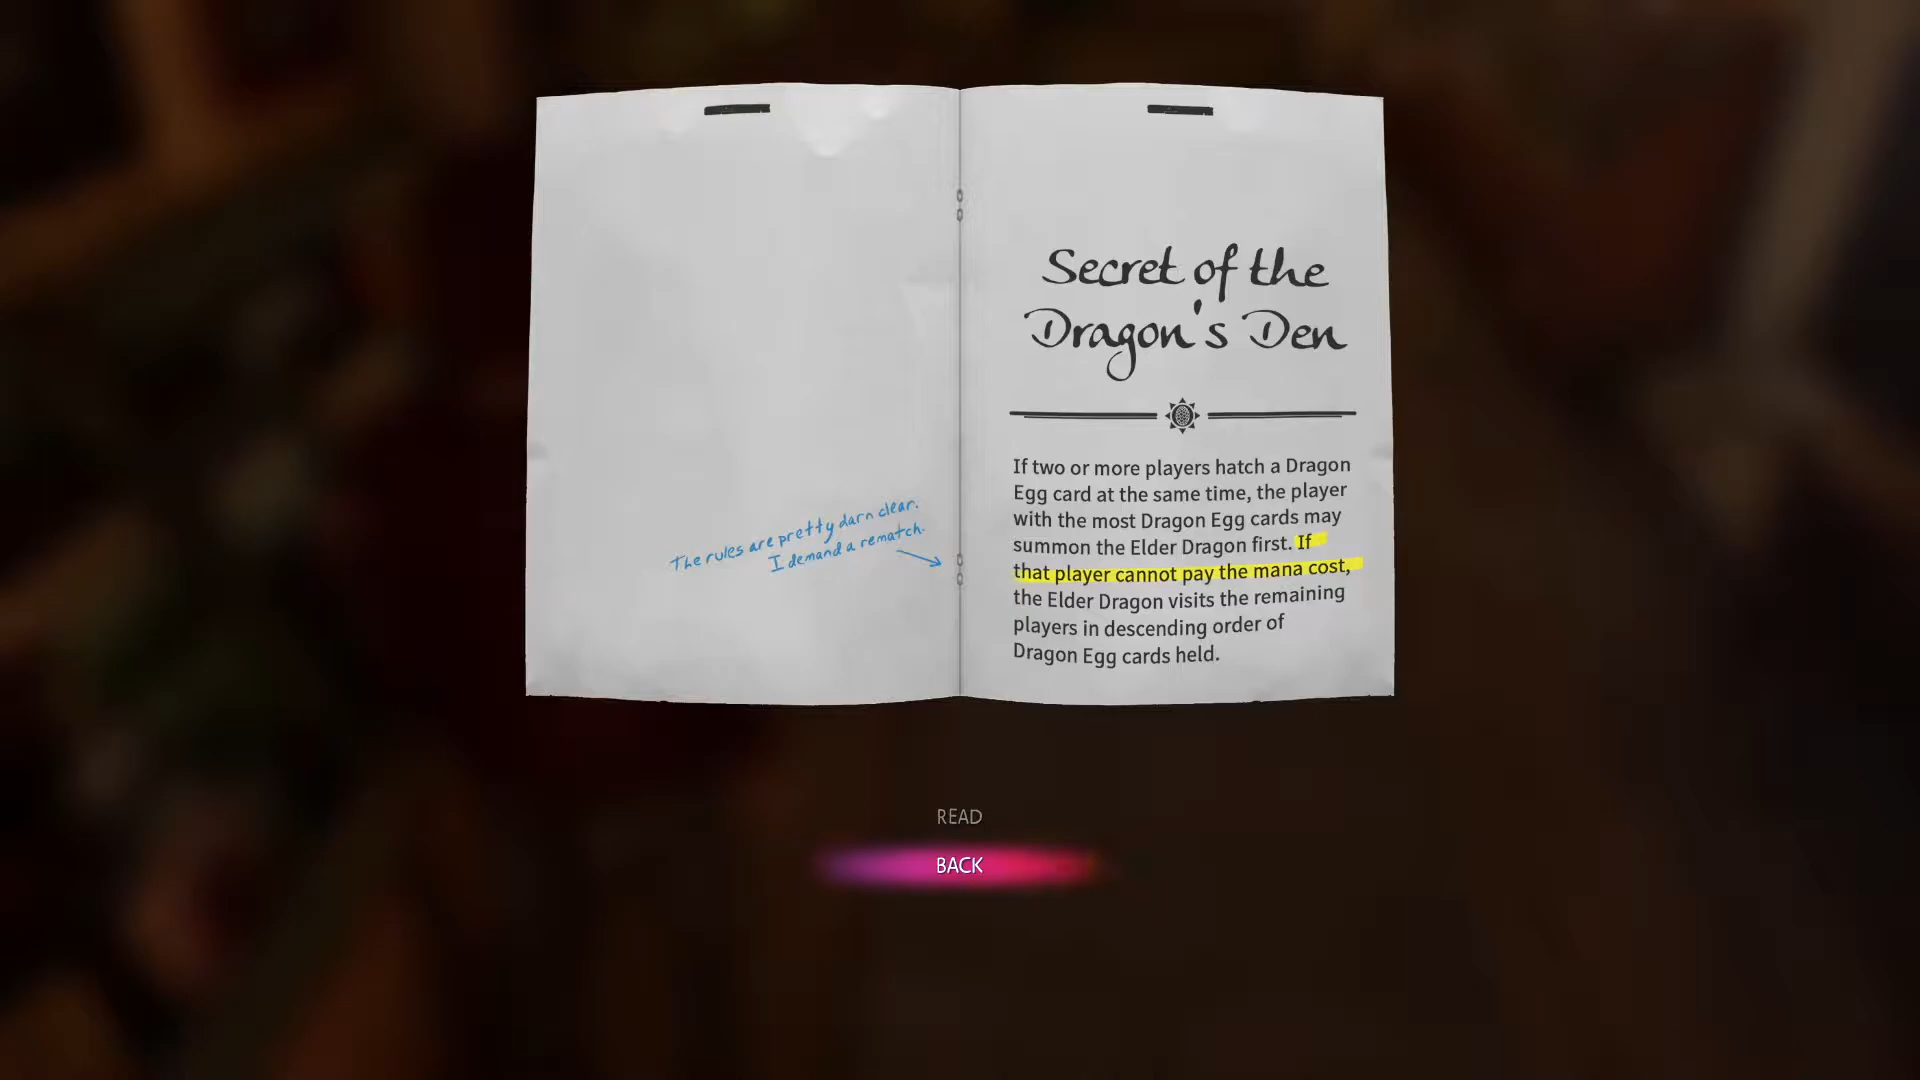 The rules are pretty darn clear.
I demand a rematch.
Secret of the
Dragon's Den
If two or more players hatch a Dragon
Egg card at the same time, the player
with the most Dragon Egg cards may
summon the Elder Dragon first. If
that player cannot pay the mana cost,
the Elder Dragon visits the remaining
players in descending order of
Dragon Egg cards held.
READ
BACK